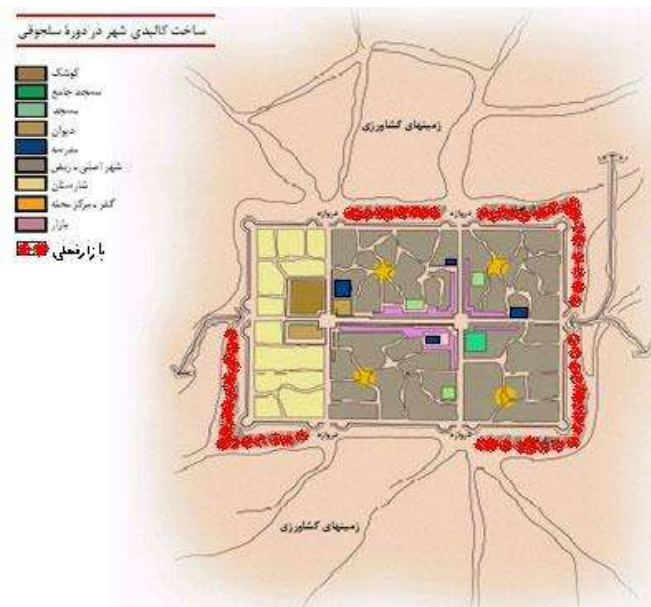 ساخت کالبدی شهر در دورهٔ سلجوقی
کوشک
مسجد جامع
مسجد
دیوان
مدرسه
شهر اصلی - ربض
شارستان
گذر - مرکز محله
بازار
بازار فصلی
زمینهای کشاورزی
دروازه
دروازه
دروازه
دروازه
زمینهای کشاورزی